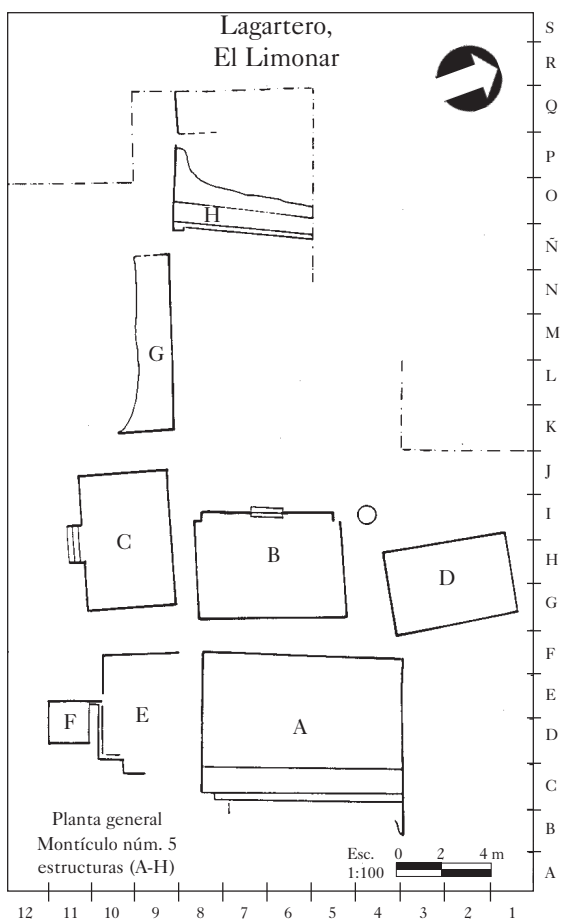 Lagartero,
El Limonar
S
R
Q
P
O
Ñ
N
M
L
K
J
I
H
G
F
E
D
C
B
A
H
G
C
B
D
F
E
A
Planta general
Montículo núm. 5
estructuras (A-H)
Esc. 0 2 4 m
1:100
12 11 10 9 8 7 6 5 4 3 2 1